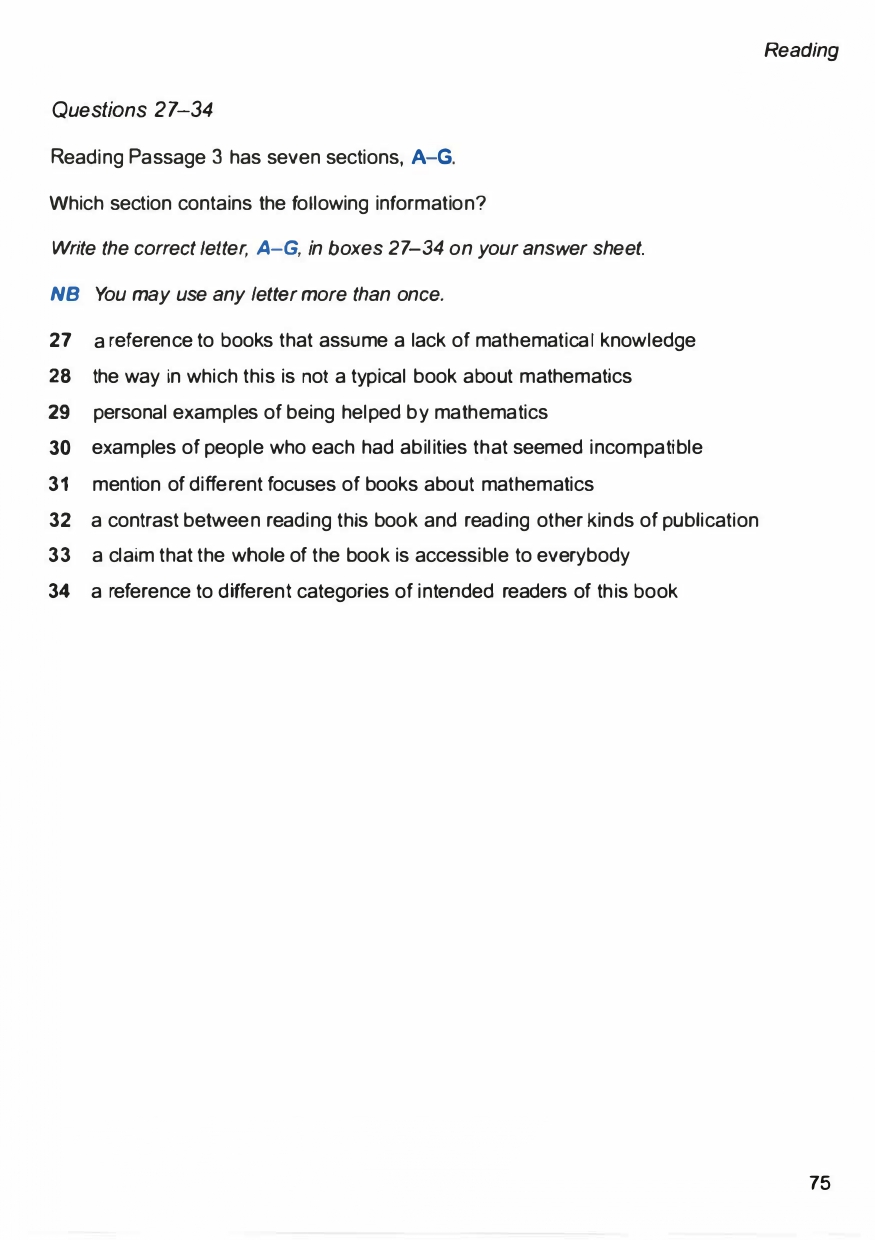 Reading
Questions 27–34
Reading Passage 3 has seven sections, A–G.
Which section contains the following information?
Write the correct letter, A–G, in boxes 27–34 on your answer sheet.
NB You may use any letter more than once.
27 a reference to books that assume a lack of mathematical knowledge
28 the way in which this is not a typical book about mathematics
29 personal examples of being helped by mathematics
30 examples of people who each had abilities that seemed incompatible
31 mention of different focuses of books about mathematics
32 a contrast between reading this book and reading other kinds of publication
33 a claim that the whole of the book is accessible to everybody
34 a reference to different categories of intended readers of this book
75